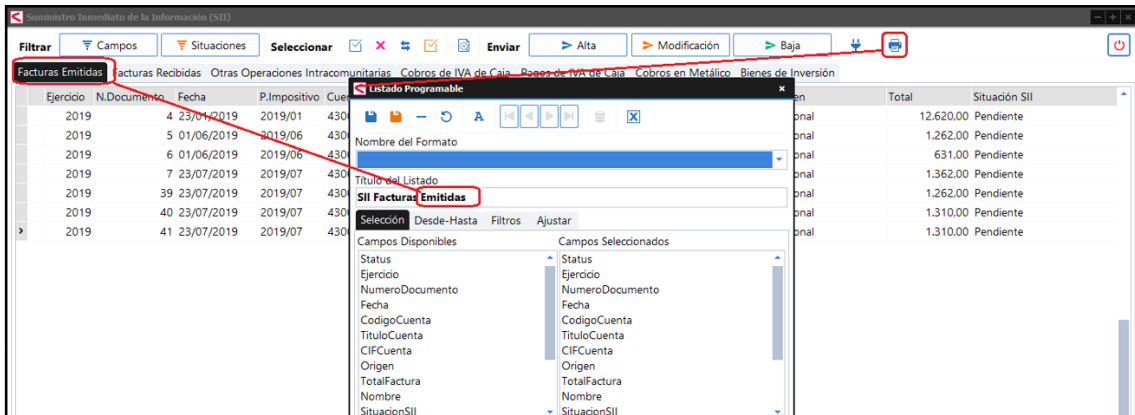 Suministro Inmediato de la Información (SII)
Filtrar Campos Situaciones Seleccionar Enviar Alta Modificación Baja
Facturas Emitidas Facturas Recibidas Otras Operaciones Intracomunitarias Cobros de IVA de Caja Pagos de IVA de Caja Cobros en Metálico Bienes de Inversión
Ejercicio N.Documento Fecha P.Impositivo Total Situación SII
2019 4 23/01/2019 2019/01 12.620,00 Pendiente
2019 5 01/06/2019 2019/06 1.262,00 Pendiente
2019 6 01/06/2019 2019/06 631,00 Pendiente
2019 7 23/07/2019 2019/07 1.362,00 Pendiente
2019 39 23/07/2019 2019/07 1.262,00 Pendiente
2019 40 23/07/2019 2019/07 1.310,00 Pendiente
2019 41 23/07/2019 2019/07 1.310,00 Pendiente
Listado Programable
A X
Nombre del Formato
Título del Listado
SII Facturas Emitidas
Selección Desde-Hasta Filtros Ajustar
Campos Disponibles Campos Seleccionados
Status Status
Ejercicio Ejercicio
NumeroDocumento NumeroDocumento
Fecha Fecha
CodigoCuenta CodigoCuenta
TituloCuenta TituloCuenta
CIFCuenta CIFCuenta
Origen Origen
TotalFactura TotalFactura
Nombre Nombre
SituacionSII SituacionSII